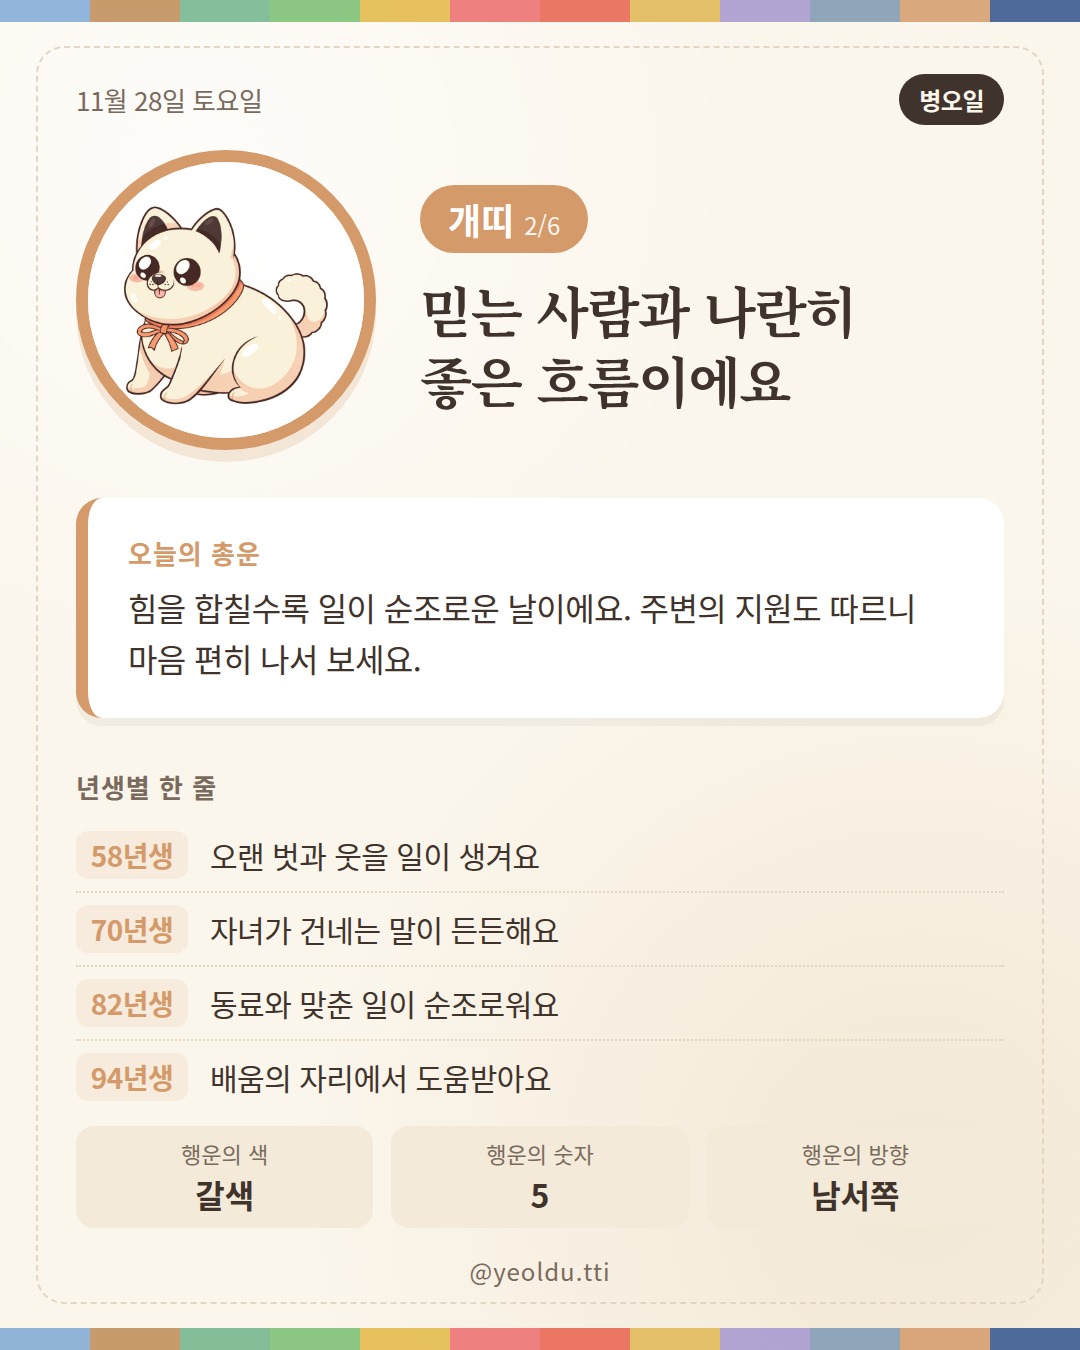 11월 28일 토요일
병오일
개띠 2/6
믿는 사람과 나란히
좋은 흐름이에요
오늘의 총운
힘을 합칠수록 일이 순조로운 날이에요. 주변의 지원도 따르니
마음 편히 나서 보세요.
년생별 한 줄
58년생 오랜 벗과 웃을 일이 생겨요
70년생 자녀가 건네는 말이 든든해요
82년생 동료와 맞춘 일이 순조로워요
94년생 배움의 자리에서 도움받아요
행운의 색
갈색
행운의 숫자
5
행운의 방향
남서쪽
@yeoldu.tti